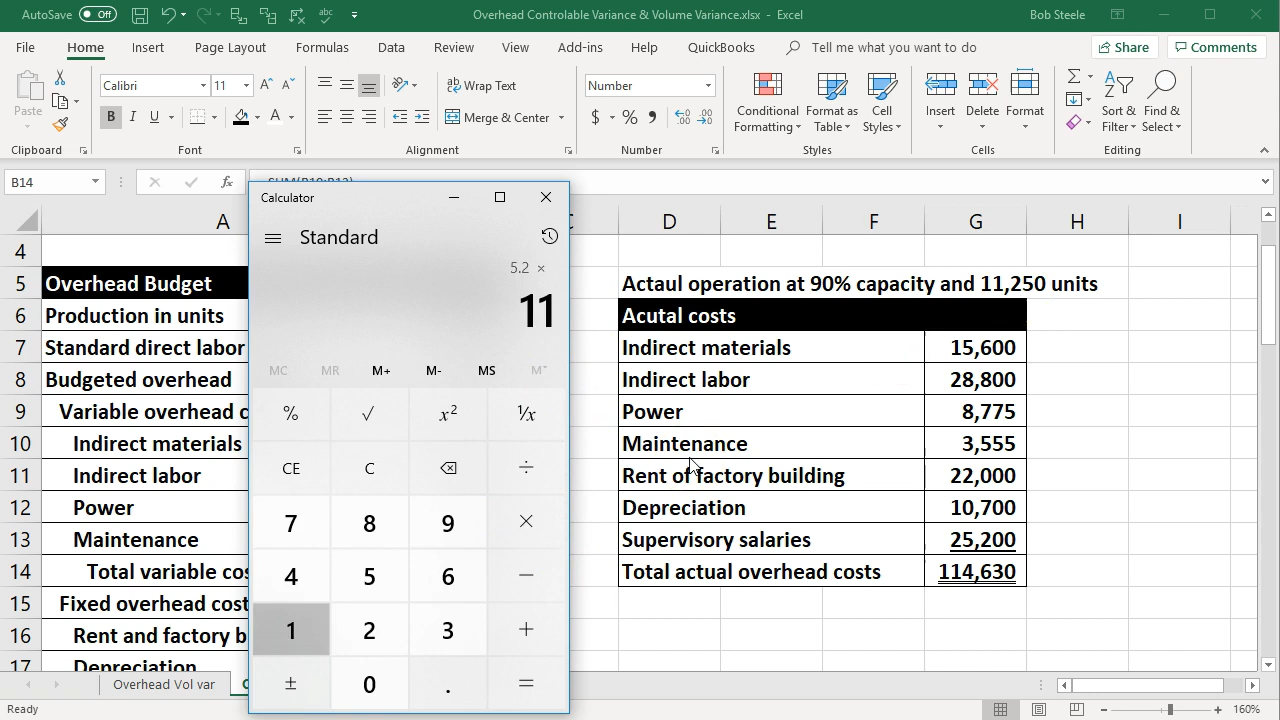 AutoSave Off Overhead Controlable Variance & Volume Variance.xlsx - Excel Bob Steele
File Home Insert Page Layout Formulas Data Review View Add-ins Help QuickBooks Tell me what you want to do Share Comments
Paste Calibri 11 Wrap Text Number Conditional Formatting Format as Table Cell Styles Insert Delete Format Sort & Filter Find & Select
B I U Merge & Center $ %
Clipboard Font Alignment Number Styles Cells Editing
B14 fx
A D E F G H I
4
5 Overhead Budget Actaul operation at 90% capacity and 11,250 units
6 Production in units Acutal costs
7 Standard direct labor Indirect materials 15,600
8 Budgeted overhead Indirect labor 28,800
9 Variable overhead Power 8,775
10 Indirect materials Maintenance 3,555
11 Indirect labor Rent of factory building 22,000
12 Power Depreciation 10,700
13 Maintenance Supervisory salaries 25,200
14 Total variable Total actual overhead costs 114,630
15 Fixed overhead
16 Rent and factory
17 Depreciation
Calculator
Standard
5.2 ×
11
MC MR M+ M- MS
% √ x² ¹/x
CE C ÷
7 8 9 ×
4 5 6 −
1 2 3 +
± 0 . =
Overhead Vol var
Ready 160%